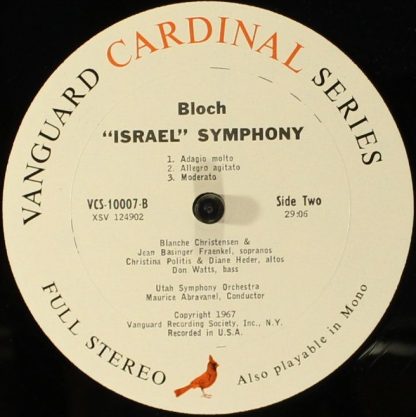 VANGUARD CARDINAL SERIES
Bloch
"ISRAEL" SYMPHONY
1. Adagio molto
2. Allegro agitato
3. Moderato
VCS-10007-B
XSV 124902
Side Two
29:06
Blanche Christensen &
Jean Basinger Fraenkel, sopranos
Christina Politis & Diane Heder, altos
Don Watts, bass
Utah Symphony Orchestra
Maurice Abravanel, Conductor
Copyright 1967
Vanguard Recording Society, Inc., N.Y.
Recorded in U.S.A.
FULL STEREO
Also playable in Mono